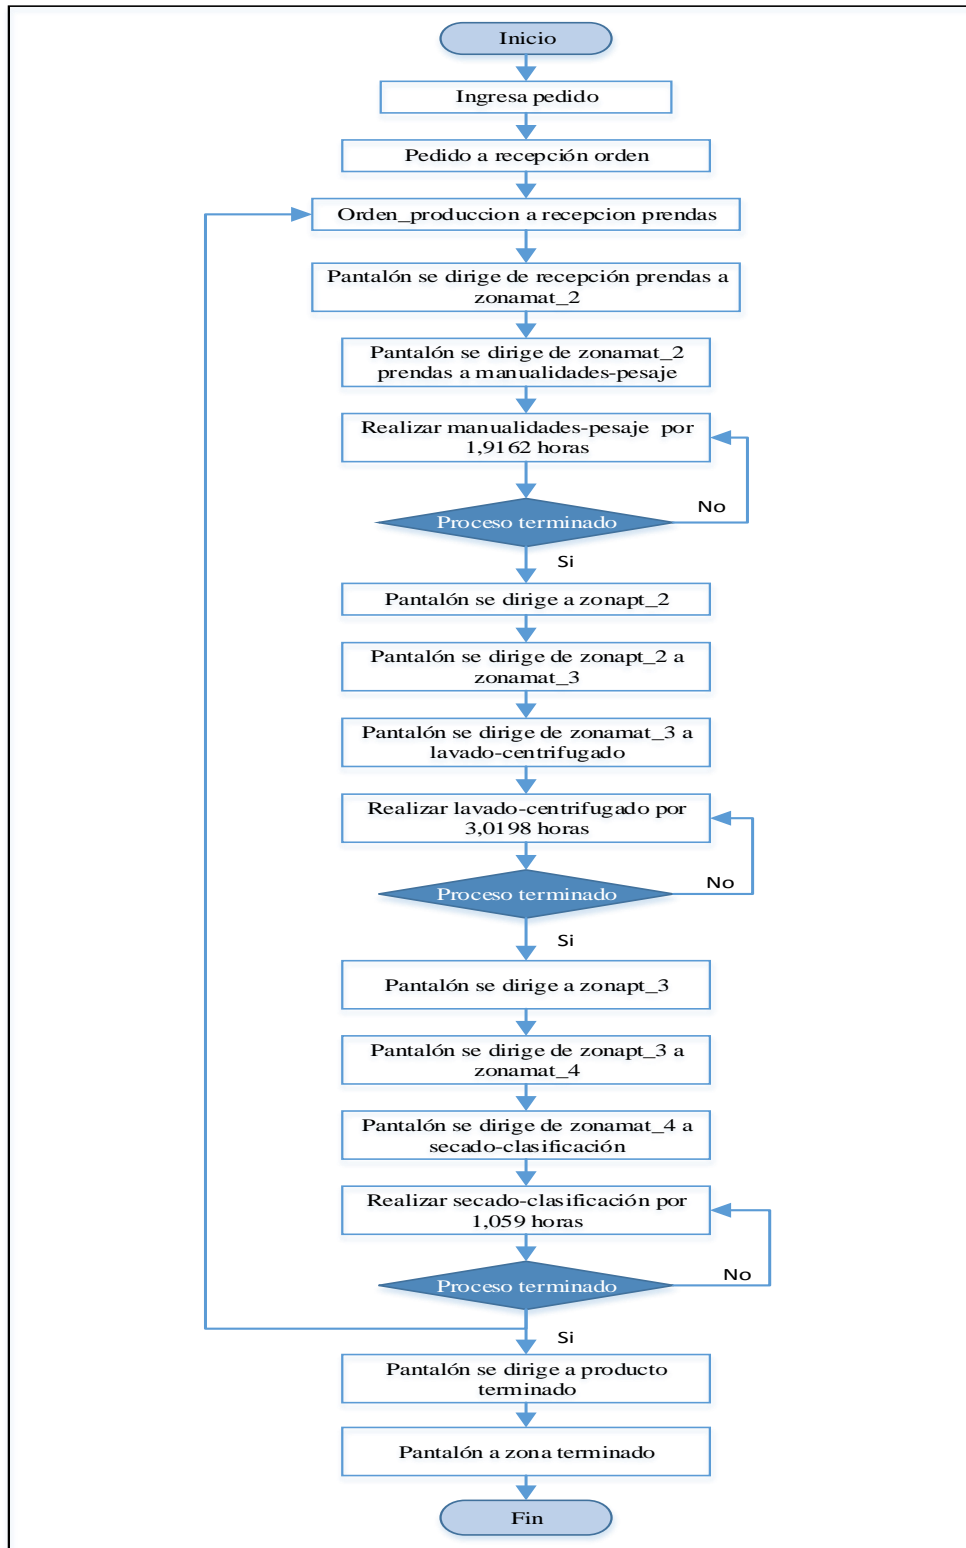 Inicio
Ingresa pedido
Pedido a recepción orden
Orden_produccion a recepcion prendas
Pantalón se dirige de recepción prendas a
zonamat_2
Pantalón se dirige de zonamat_2
prendas a manualidades-pesaje
Realizar manualidades-pesaje por
1,9162 horas
Proceso terminado
No
Si
Pantalón se dirige a zonapt_2
Pantalón se dirige de zonapt_2 a
zonamat_3
Pantalón se dirige de zonamat_3 a
lavado-centrifugado
Realizar lavado-centrifugado por
3,0198 horas
Proceso terminado
No
Si
Pantalón se dirige a zonapt_3
Pantalón se dirige de zonapt_3 a
zonamat_4
Pantalón se dirige de zonamat_4 a
secado-clasificación
Realizar secado-clasificación por
1,059 horas
Proceso terminado
No
Si
Pantalón se dirige a producto
terminado
Pantalón a zona terminado
Fin